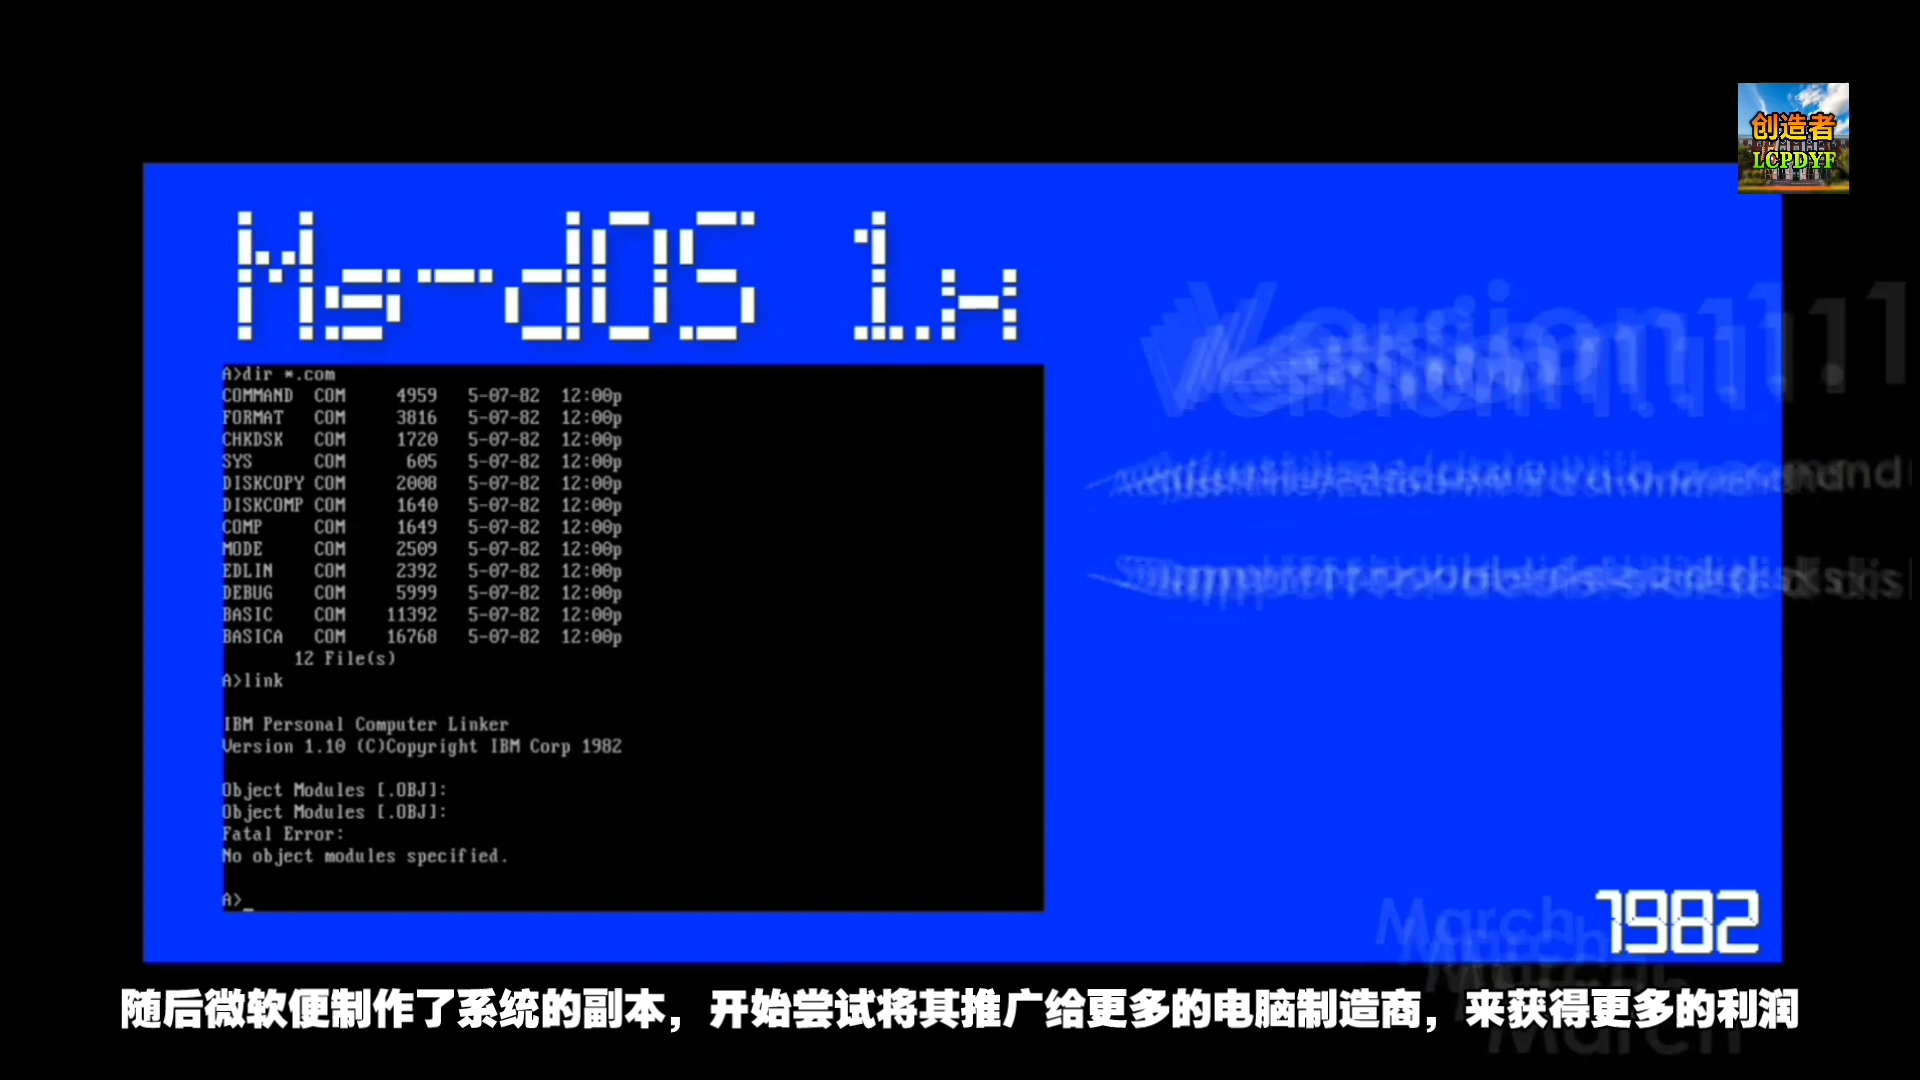 创造者
LCPDYF
Ms-dOS 1.x
A>dir *.com
COMMAND COM 4959 5-07-82 12:00p
FORMAT COM 3816 5-07-82 12:00p
CHKDSK COM 1720 5-07-82 12:00p
SYS COM 605 5-07-82 12:00p
DISKCOPY COM 2008 5-07-82 12:00p
DISKCOMP COM 1640 5-07-82 12:00p
COMP COM 1649 5-07-82 12:00p
MODE COM 2509 5-07-82 12:00p
EDLIN COM 2392 5-07-82 12:00p
DEBUG COM 5999 5-07-82 12:00p
BASIC COM 11392 5-07-82 12:00p
BASICA COM 16768 5-07-82 12:00p
12 File(s)
A>link
IBM Personal Computer Linker
Version 1.10 (C)Copyright IBM Corp 1982
Object Modules [.OBJ]:
Object Modules [.OBJ]:
Fatal Error:
No object modules specified.
A>_
Version 1.1
March
1982
随后微软便制作了系统的副本，开始尝试将其推广给更多的电脑制造商，来获得更多的利润